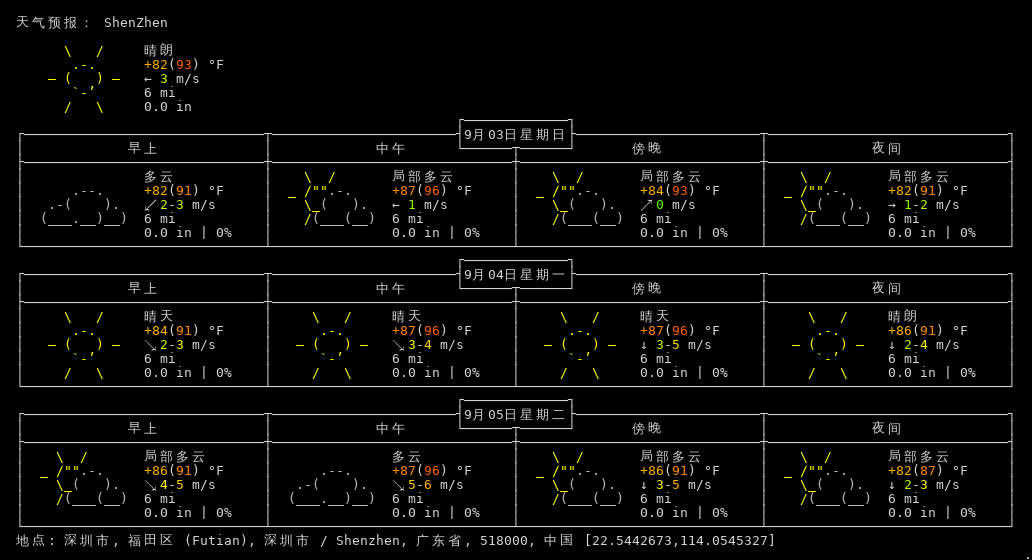 天气预报： ShenZhen
晴朗
+82(93) °F
← 3 m/s
6 mi
0.0 in
9月03日星期日
早上 中午 傍晚 夜间
多云 局部多云 局部多云 局部多云
+82(91) °F +87(96) °F +84(93) °F +82(91) °F
↙ 2-3 m/s ← 1 m/s ↗ 0 m/s → 1-2 m/s
6 mi 6 mi 6 mi 6 mi
0.0 in | 0% 0.0 in | 0% 0.0 in | 0% 0.0 in | 0%
9月04日星期一
早上 中午 傍晚 夜间
晴天 晴天 晴天 晴朗
+84(91) °F +87(96) °F +87(96) °F +86(91) °F
↘ 2-3 m/s ↘ 3-4 m/s ↓ 3-5 m/s ↓ 2-4 m/s
6 mi 6 mi 6 mi 6 mi
0.0 in | 0% 0.0 in | 0% 0.0 in | 0% 0.0 in | 0%
9月05日星期二
早上 中午 傍晚 夜间
局部多云 多云 局部多云 局部多云
+86(91) °F +87(96) °F +86(91) °F +82(87) °F
↘ 4-5 m/s ↘ 5-6 m/s ↓ 3-5 m/s ↓ 2-3 m/s
6 mi 6 mi 6 mi 6 mi
0.0 in | 0% 0.0 in | 0% 0.0 in | 0% 0.0 in | 0%
地点: 深圳市, 福田区 (Futian), 深圳市 / Shenzhen, 广东省, 518000, 中国 [22.5442673,114.0545327]